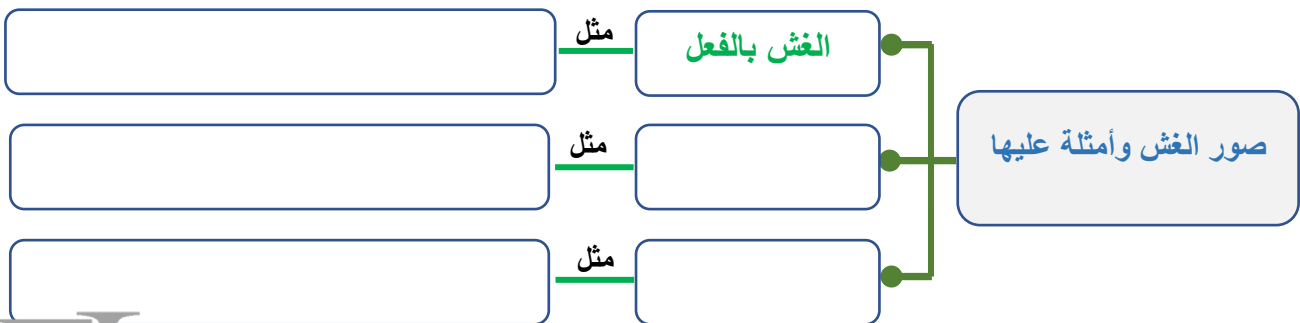 صور الغش وأمثلة عليها
الغش بالفعل
مثل
مثل
مثل